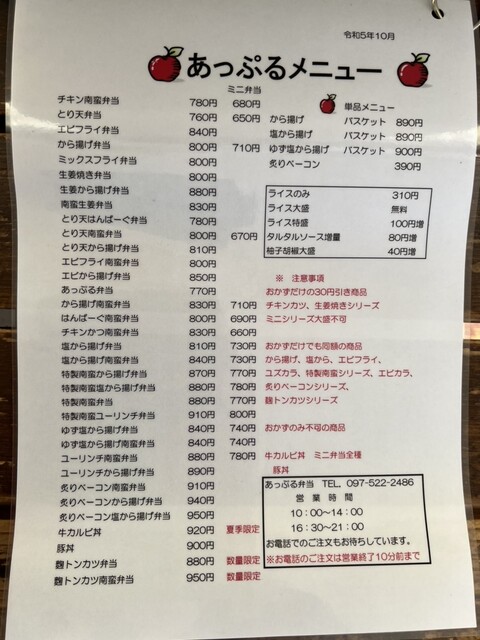 令和5年10月
あっぷるメニュー
ミニ弁当
チキン南蛮弁当 780円 680円
とり天弁当 760円 650円
エビフライ弁当 840円
から揚げ弁当 800円 710円
ミックスフライ弁当 800円
生姜焼き弁当 800円
生姜から揚げ弁当 880円
南蛮生姜弁当 830円
とり天はんばーぐ弁当 780円
とり天南蛮弁当 800円 670円
とり天から揚げ弁当 810円
エビフライ南蛮弁当 800円
エビから揚げ弁当 850円
あっぷる弁当 770円
から揚げ南蛮弁当 830円 710円
はんばーぐ南蛮弁当 800円 690円
チキンかつ南蛮弁当 830円 660円
塩から揚げ弁当 810円 730円
塩から揚げ南蛮弁当 840円 730円
特製南蛮から揚げ弁当 870円 770円
特製南蛮塩から揚げ弁当 880円 780円
特製南蛮弁当 880円 770円
特製南蛮ユーリンチ弁当 910円 800円
ゆず塩から揚げ弁当 840円 740円
ゆず塩から揚げ南蛮弁当 840円 740円
ユーリンチ南蛮弁当 880円 780円
ユーリンチから揚げ弁当 890円
炙りベーコン南蛮弁当 910円
炙りベーコンから揚げ弁当 940円
炙りベーコン塩から揚げ弁当 950円
牛カルビ丼 920円 夏季限定
豚丼 900円
麹トンカツ弁当 880円 数量限定
麹トンカツ南蛮弁当 950円 数量限定
単品メニュー
から揚げ バスケット 890円
塩から揚げ バスケット 890円
ゆず塩から揚げ バスケット 900円
炙りベーコン 390円
ライスのみ 310円
ライス大盛 無料
ライス特盛 100円増
タルタルソース増量 80円増
柚子胡椒大盛 40円増
※ 注意事項
おかずだけの30円引き商品
チキンカツ、生姜焼きシリーズ
ミニシリーズ大盛不可
おかずだけでも同額の商品
から揚げ、塩から、エビフライ、
ユズカラ、特製南蛮シリーズ、エビカラ、
炙りベーコンシリーズ、
麹トンカツシリーズ
おかずのみ不可の商品
牛カルビ丼 ミニ弁当全種
豚丼
あっぷる弁当 TEL, 097-522-2486
営業時間
10:00〜14:00
16:30〜21:00
お電話でのご注文もお待ちしています。
※お電話でのご注文は営業終了10分前まで